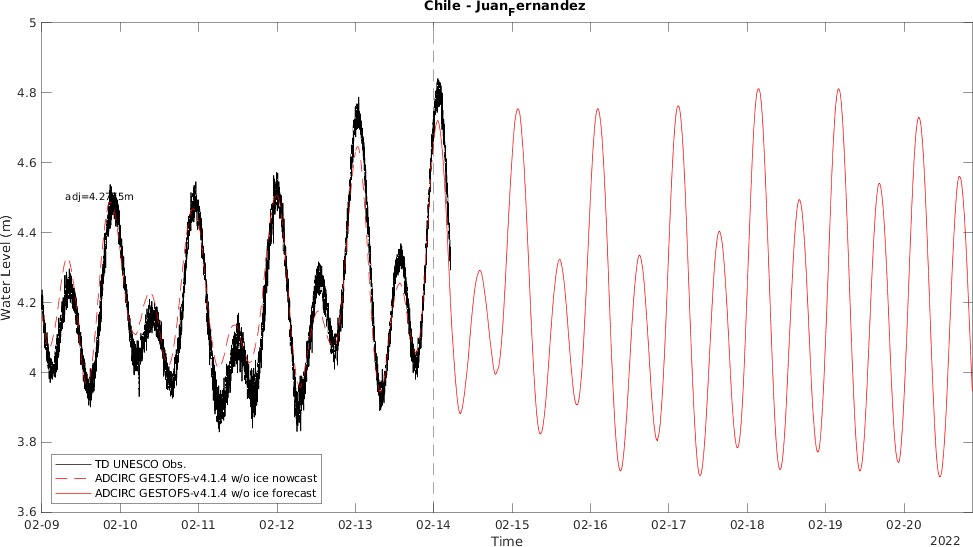 Chile - Juan_Fernandez
5
4.8
4.6
4.4
4.2
4
3.8
3.6
Water Level (m)
TD UNESCO Obs.
ADCIRC GESTOFS-v4.1.4 w/o ice nowcast
ADCIRC GESTOFS-v4.1.4 w/o ice forecast
02-09 02-10 02-11 02-12 02-13 02-14 02-15 02-16 02-17 02-18 02-19 02-20
Time
2022